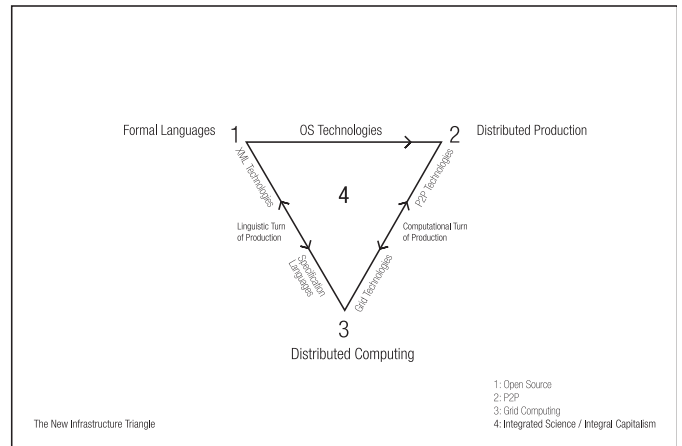 Formal Languages 1 OS Technologies 2 Distributed Production
XML Technologies
P2P Technologies
4
Linguistic Turn
of Production
Computational Turn
of Production
Specification
Languages
Grid Technologies
3
Distributed Computing
1: Open Source
2: P2P
3: Grid Computing
4: Integrated Science / Integral Capitalism
The New Infrastructure Triangle